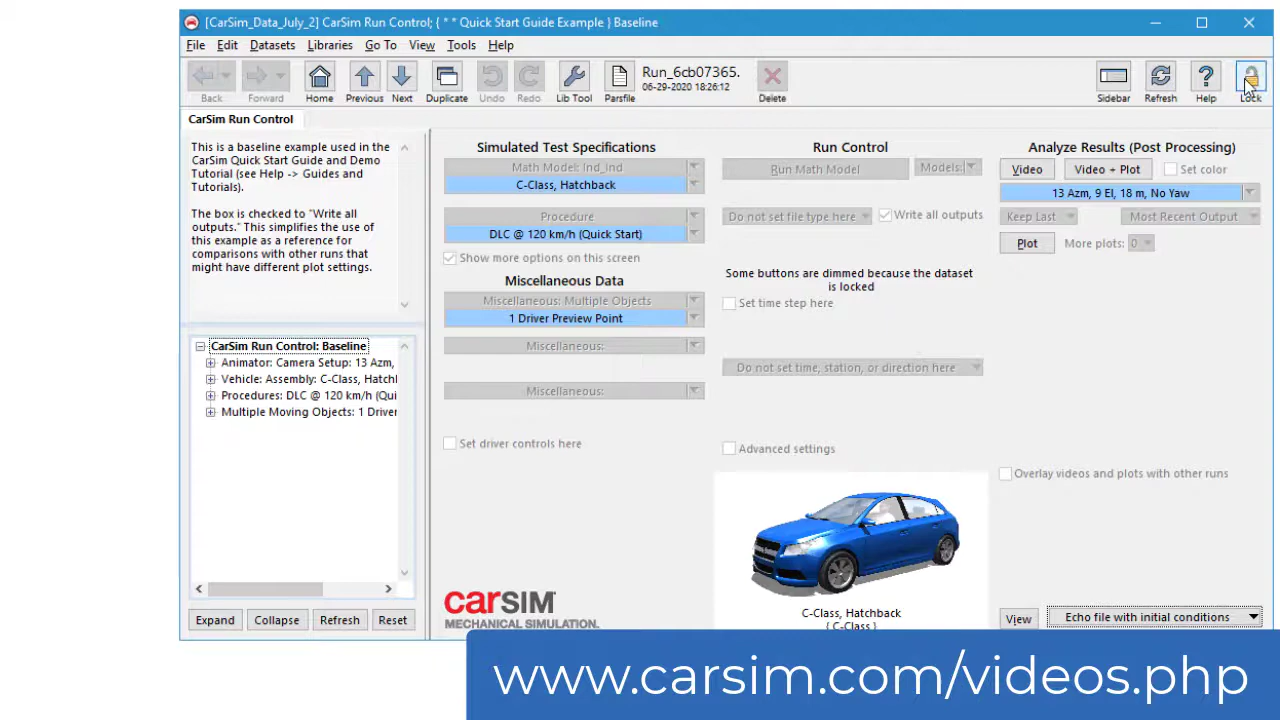 [CarSim_Data_July_2] CarSim Run Control; { * * Quick Start Guide Example } Baseline
File Edit Datasets Libraries Go To View Tools Help
Run_6cb07365.
06-29-2020 18:26:12
Back Forward Home Previous Next Duplicate Undo Redo Lib Tool Parsfile Delete Sidebar Refresh Help Lock
CarSim Run Control
This is a baseline example used in the
CarSim Quick Start Guide and Demo
Tutorial (see Help -> Guides and
Tutorials).
The box is checked to "Write all
outputs." This simplifies the use of
this example as a reference for
comparisons with other runs that
might have different plot settings.
CarSim Run Control: Baseline
Animator: Camera Setup: 13 Azm,
Vehicle: Assembly: C-Class, Hatchl
Procedures: DLC @ 120 km/h (Qui
Multiple Moving Objects: 1 Driver
Expand Collapse Refresh Reset
Simulated Test Specifications
Math Model: Ind_Ind
C-Class, Hatchback
Procedure
DLC @ 120 km/h (Quick Start)
Show more options on this screen
Miscellaneous Data
Miscellaneous: Multiple Objects
1 Driver Preview Point
Miscellaneous:
Miscellaneous:
Set driver controls here
carSIM
MECHANICAL SIMULATION.
Run Control
Run Math Model Models:
Do not set file type here Write all outputs
Some buttons are dimmed because the dataset
is locked
Set time step here
Do not set time, station, or direction here
Advanced settings
C-Class, Hatchback
{ C-Class }
Analyze Results (Post Processing)
Video Video + Plot Set color
13 Azm, 9 El, 18 m, No Yaw
Keep Last Most Recent Output
Plot More plots: 0
Overlay videos and plots with other runs
View Echo file with initial conditions
www.carsim.com/videos.php